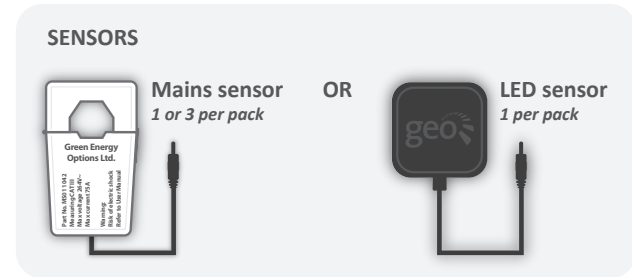 SENSORS
Mains sensor
1 or 3 per pack
OR
LED sensor
1 per pack
Green Energy
Options Ltd.
Part No. MS011042
Measuring CAT III
Max voltage 264V~
Max current 75A
Warning:
Risk of electric shock
Refer to User Manual
geo